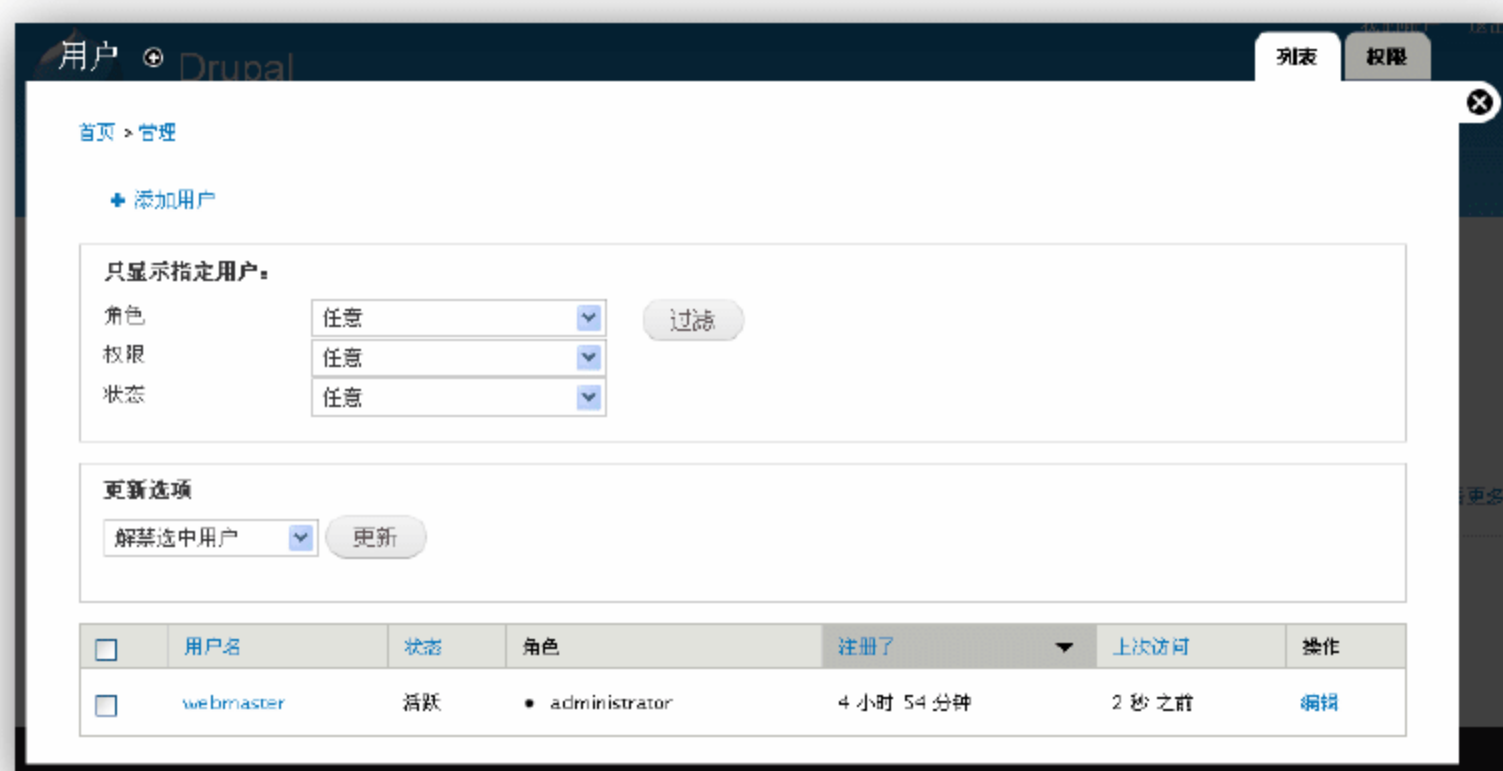 用户
Drupal
列表 权限
首页 > 管理
添加用户
只显示指定用户:
角色 任意 过滤
权限 任意
状态 任意
更新选项
解禁选中用户 更新
用户名 状态 角色 注册了 上次访问 操作
webmaster 活跃 • administrator 4 小时 54 分钟 2 秒 之前 编辑
更多